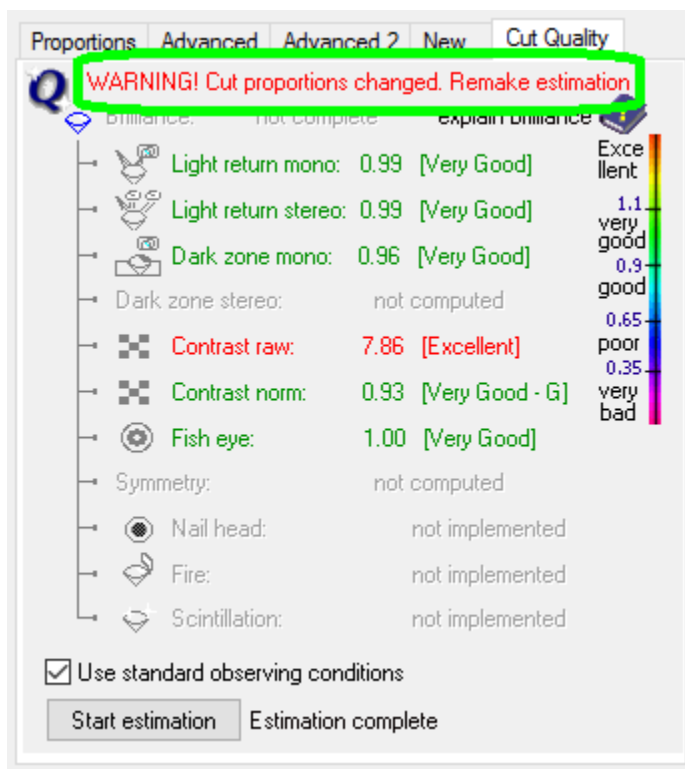 Proportions Advanced Advanced 2 New Cut Quality
WARNING! Cut proportions changed. Remake estimation
Brilliance: not complete explain brilliance
Light return mono: 0.99 [Very Good]
Light return stereo: 0.99 [Very Good]
Dark zone mono: 0.96 [Very Good]
Dark zone stereo: not computed
Contrast raw: 7.86 [Excellent]
Contrast norm: 0.93 [Very Good - G]
Fish eye: 1.00 [Very Good]
Symmetry: not computed
Nail head: not implemented
Fire: not implemented
Scintillation: not implemented
Exce
llent
1.1
very
good
0.9
good
0.65
poor
0.35
very
bad
Use standard observing conditions
Start estimation Estimation complete